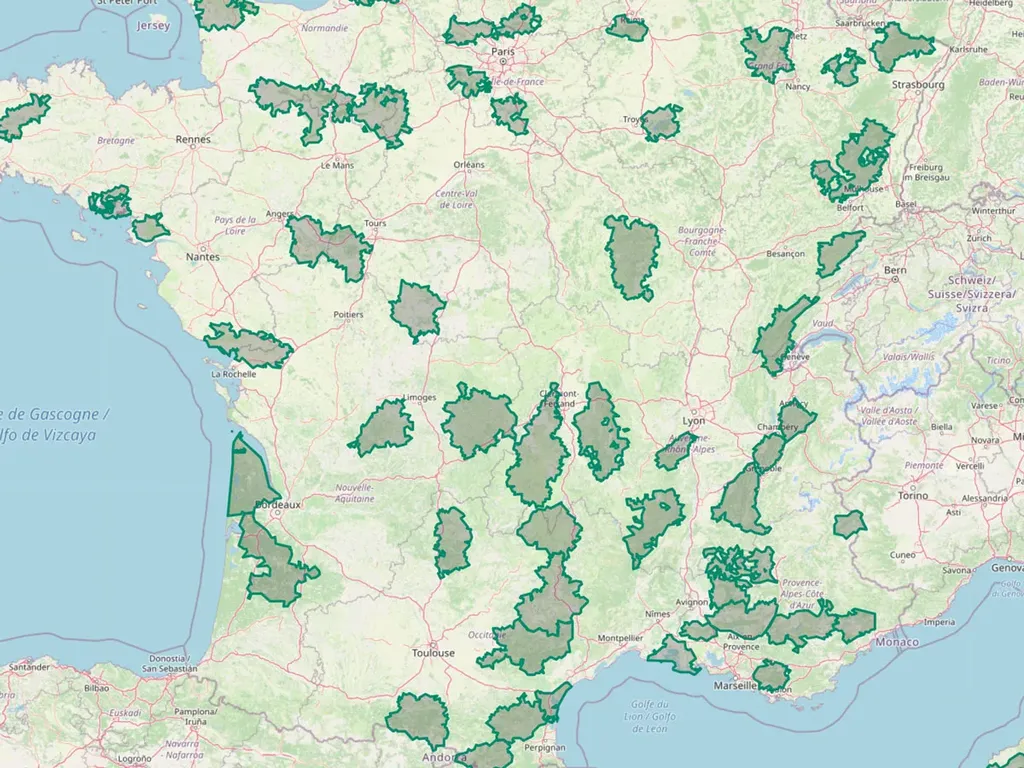 St Peter Port
Jersey
Normandie
Reims
Saarbrücken
Heidelberg
Paris
Metz
Karlsruhe
Grand Est
Île-de-France
Nancy
Strasbourg
Baden-Wü
Troy
Bretagne
Rennes
Le Mans
Orléans
Freiburg
im Breisgau
Mulhouse
Centre-Val
de Loire
Belfort
Basel
Winterthur
Pays de la
Loire
Angers
Tours
Bourgogne-
Franche-
Comté
Zürich
Nantes
Besançon
Bern
Schweiz/
Suisse/Svizzera/
Svizra
Poitiers
Vaud
La Rochelle
Genève
Valais/Wallis
Ticino
Limoges
Clermont-
Ferrand
Annecy
e de Gascogne /
lfo de Vizcaya
Lyon
Valle d'Aosta /
Vallée d'Aoste
Varese
Chambéry
Biella
Auvergne-
Rhône-Alpes
Novara
Grenoble
Piemonte
Vercelli
Nouvelle-
Aquitaine
Torino
Alessandria
Bordeaux
Asti
Cuneo
Savona
Genova
Provence-
Alpes-Côte
d'Azur
Avignon
Nîmes
Imperia
Occitanie
Montpellier
Aix-en
Provence
Monaco
Toulouse
Donostia /
San Sebastián
Santander
Bilbao
Marseille
Toulon
Euskadi
Pamplona/
Iruña
Golfe du
Lion / Golfo
de León
Navarra
- Nafarroa
Perpignan
Logroño
Andorra